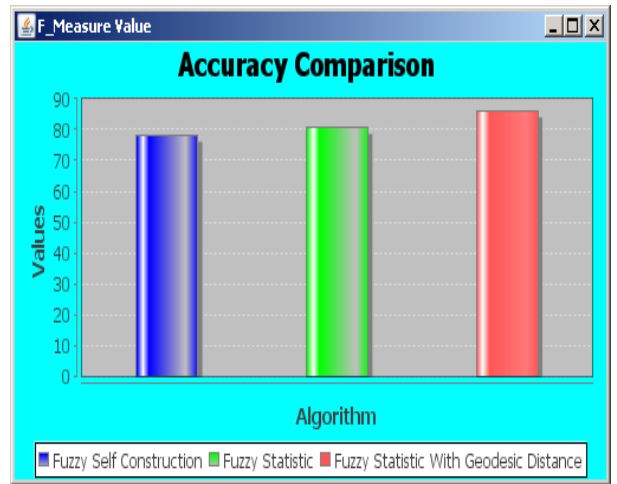 F_Measure Value
Accuracy Comparison
90
80
70
60
50
40
30
20
10
0
Values
Algorithm
Fuzzy Self Construction Fuzzy Statistic Fuzzy Statistic With Geodesic Distance